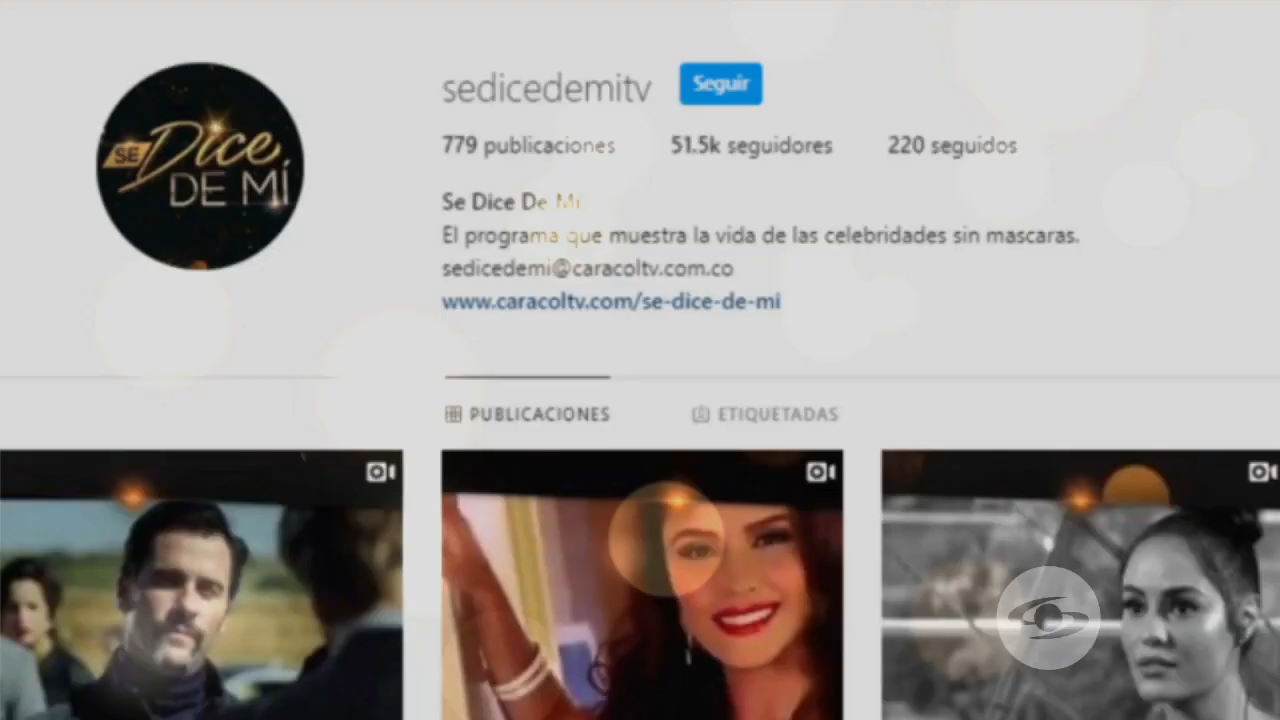 SE Dice
DE MÍ
sedicedemitv Seguir
779 publicaciones 51.5k seguidores 220 seguidos
Se Dice De Mi
El programa que muestra la vida de las celebridades sin mascaras.
sedicedemi@caracoltv.com.co
www.caracoltv.com/se-dice-de-mi
PUBLICACIONES ETIQUETADAS